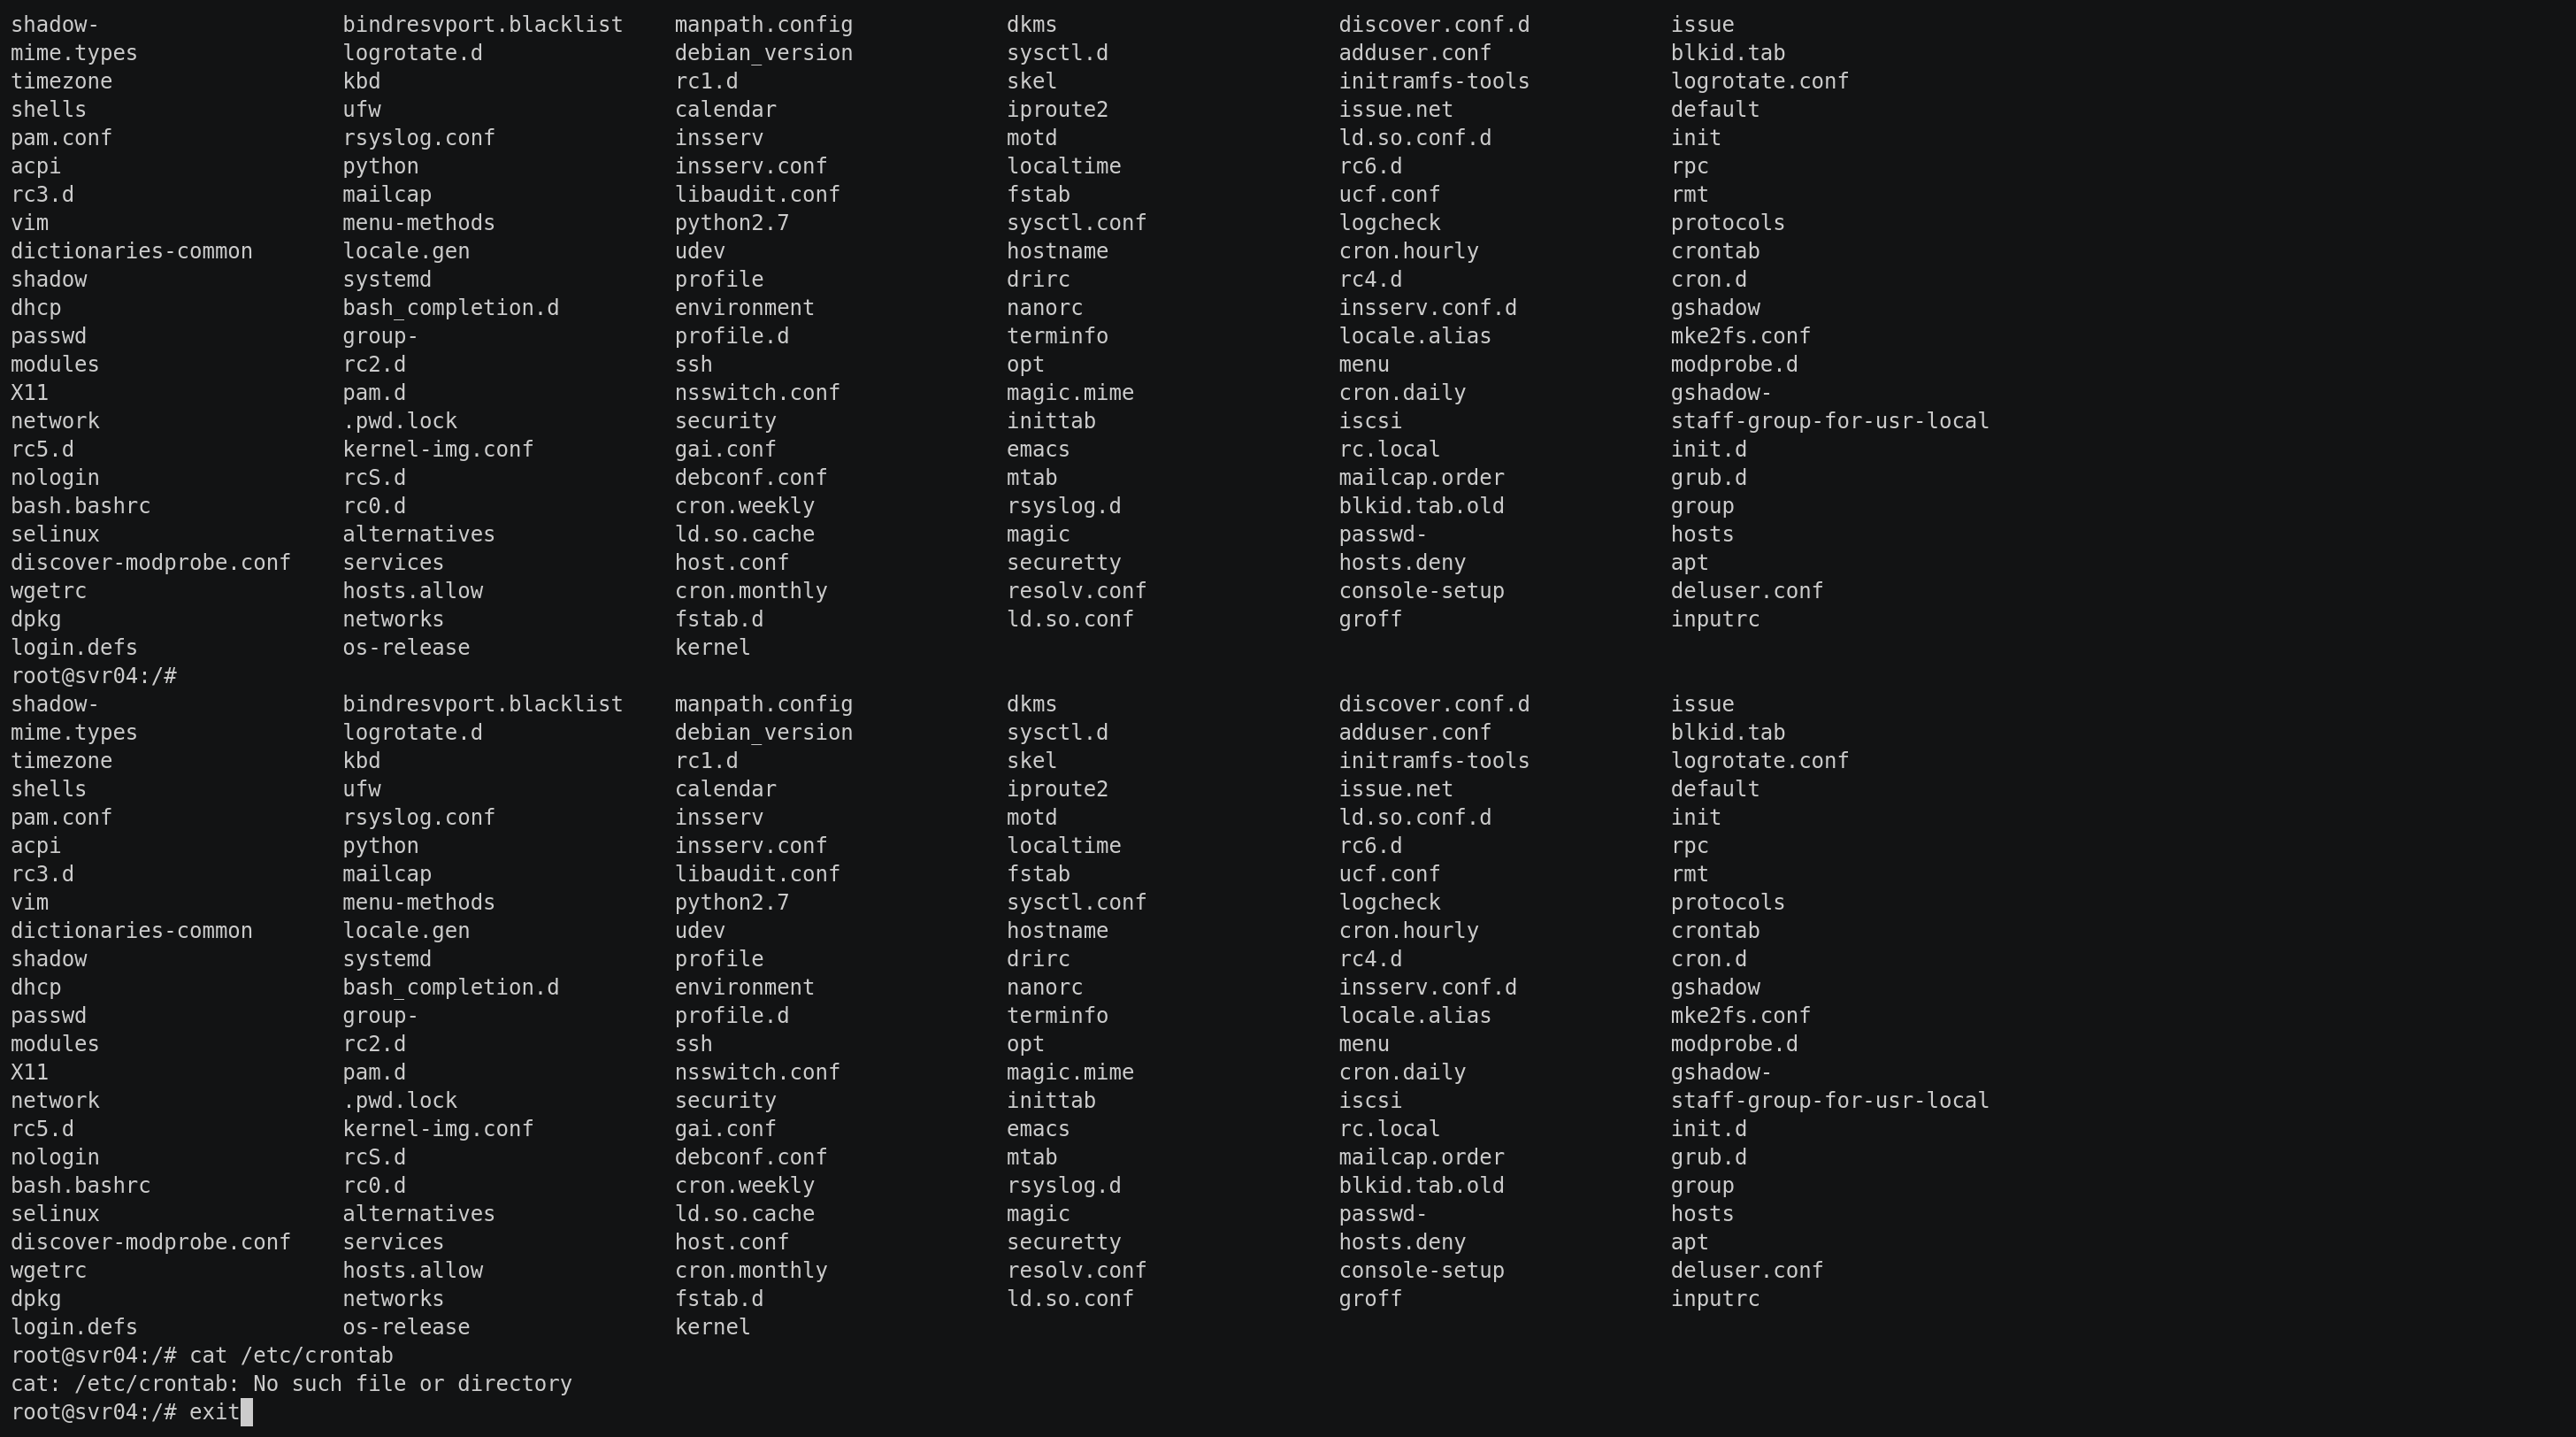 shadow- bindresvport.blacklist manpath.config dkms discover.conf.d issue
mime.types logrotate.d debian_version sysctl.d adduser.conf blkid.tab
timezone kbd rc1.d skel initramfs-tools logrotate.conf
shells ufw calendar iproute2 issue.net default
pam.conf rsyslog.conf insserv motd ld.so.conf.d init
acpi python insserv.conf localtime rc6.d rpc
rc3.d mailcap libaudit.conf fstab ucf.conf rmt
vim menu-methods python2.7 sysctl.conf logcheck protocols
dictionaries-common locale.gen udev hostname cron.hourly crontab
shadow systemd profile drirc rc4.d cron.d
dhcp bash_completion.d environment nanorc insserv.conf.d gshadow
passwd group- profile.d terminfo locale.alias mke2fs.conf
modules rc2.d ssh opt menu modprobe.d
X11 pam.d nsswitch.conf magic.mime cron.daily gshadow-
network .pwd.lock security inittab iscsi staff-group-for-usr-local
rc5.d kernel-img.conf gai.conf emacs rc.local init.d
nologin rcS.d debconf.conf mtab mailcap.order grub.d
bash.bashrc rc0.d cron.weekly rsyslog.d blkid.tab.old group
selinux alternatives ld.so.cache magic passwd- hosts
discover-modprobe.conf services host.conf securetty hosts.deny apt
wgetrc hosts.allow cron.monthly resolv.conf console-setup deluser.conf
dpkg networks fstab.d ld.so.conf groff inputrc
login.defs os-release kernel
root@svr04:/#
shadow- bindresvport.blacklist manpath.config dkms discover.conf.d issue
mime.types logrotate.d debian_version sysctl.d adduser.conf blkid.tab
timezone kbd rc1.d skel initramfs-tools logrotate.conf
shells ufw calendar iproute2 issue.net default
pam.conf rsyslog.conf insserv motd ld.so.conf.d init
acpi python insserv.conf localtime rc6.d rpc
rc3.d mailcap libaudit.conf fstab ucf.conf rmt
vim menu-methods python2.7 sysctl.conf logcheck protocols
dictionaries-common locale.gen udev hostname cron.hourly crontab
shadow systemd profile drirc rc4.d cron.d
dhcp bash_completion.d environment nanorc insserv.conf.d gshadow
passwd group- profile.d terminfo locale.alias mke2fs.conf
modules rc2.d ssh opt menu modprobe.d
X11 pam.d nsswitch.conf magic.mime cron.daily gshadow-
network .pwd.lock security inittab iscsi staff-group-for-usr-local
rc5.d kernel-img.conf gai.conf emacs rc.local init.d
nologin rcS.d debconf.conf mtab mailcap.order grub.d
bash.bashrc rc0.d cron.weekly rsyslog.d blkid.tab.old group
selinux alternatives ld.so.cache magic passwd- hosts
discover-modprobe.conf services host.conf securetty hosts.deny apt
wgetrc hosts.allow cron.monthly resolv.conf console-setup deluser.conf
dpkg networks fstab.d ld.so.conf groff inputrc
login.defs os-release kernel
root@svr04:/# cat /etc/crontab
cat: /etc/crontab: No such file or directory
root@svr04:/# exit